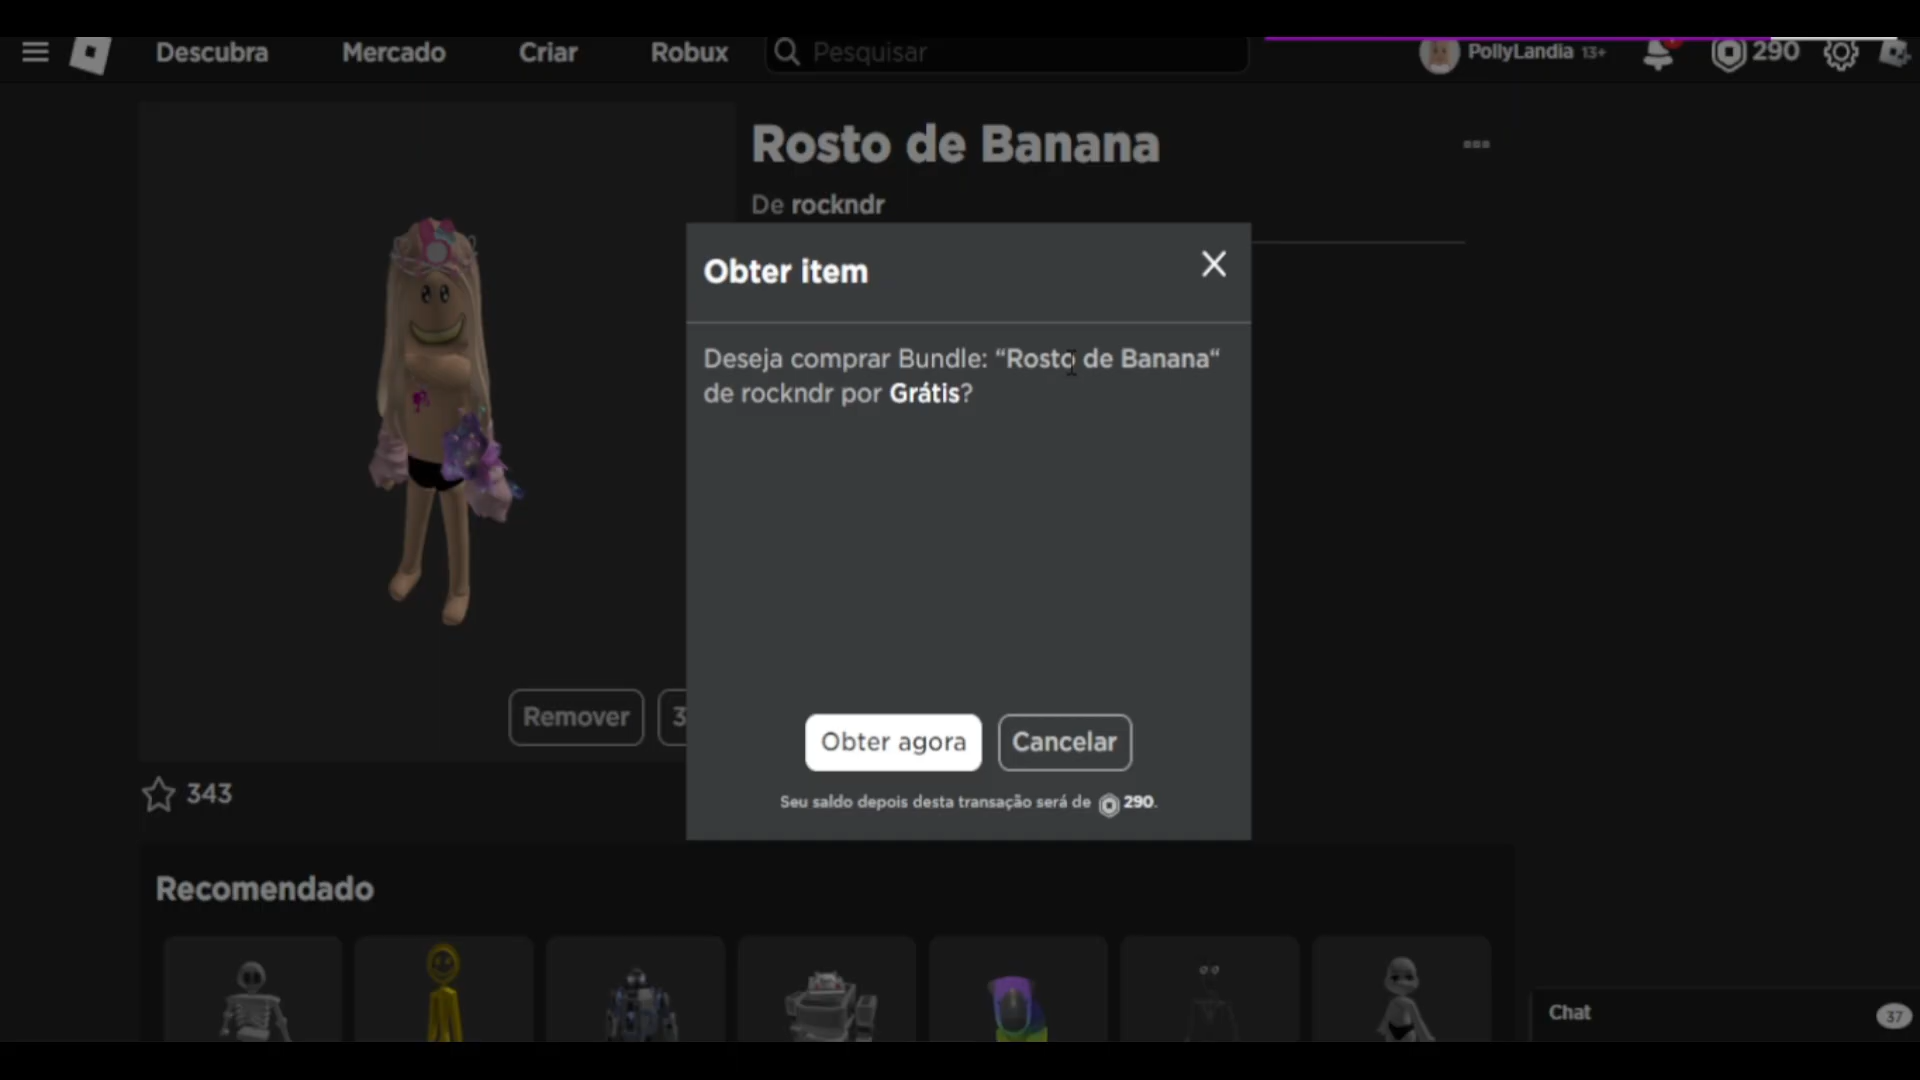 Descubra Mercado Criar Robux Pesquisar PollyLandia 13+ 290
Rosto de Banana
De rockndr
Obter item
Deseja comprar Bundle: “Rosto de Banana“
de rockndr por Grátis?
Remover 3
Obter agora Cancelar
Seu saldo depois desta transação será de 290.
343
Recomendado
Chat 37